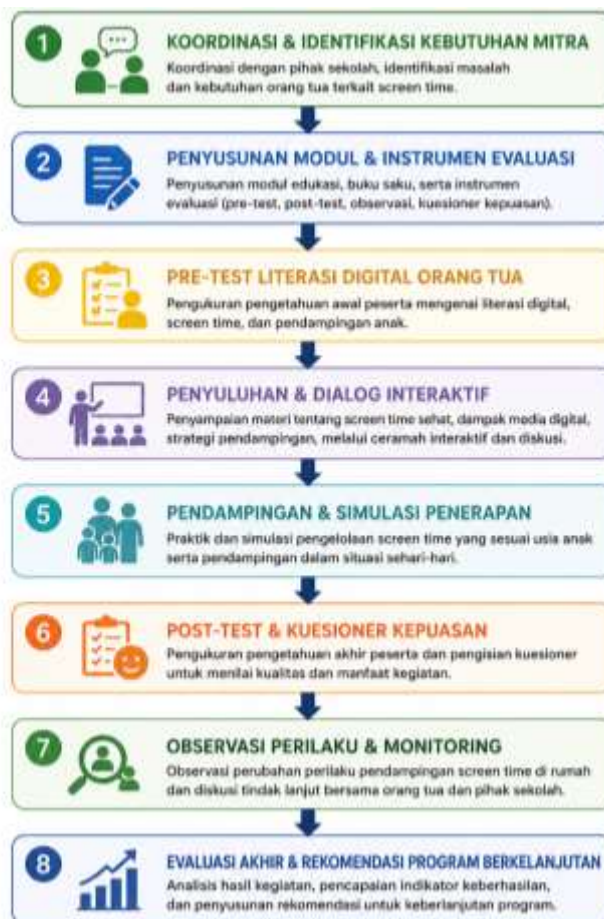 1
KOORDINASI & IDENTIFIKASI KEBUTUHAN MITRA
Koordinasi dengan pihak sekolah, identifikasi masalah
dan kebutuhan orang tua terkait screen time.
2
PENYUSUNAN MODUL & INSTRUMEN EVALUASI
Penyusunan modul edukasi, buku saku, serta instrumen
evaluasi (pre-test, post-test, observasi, kuesioner kepuasan).
3
PRE-TEST LITERASI DIGITAL ORANG TUA
Pengukuran pengetahuan awal peserta mengenai literasi digital,
screen time, dan pendampingan anak.
4
PENYULUHAN & DIALOG INTERAKTIF
Penyampaian materi tentang screen time sehat, dampak media digital,
strategi pendampingan, melalui ceramah interaktif dan diskusi.
5
PENDAMPINGAN & SIMULASI PENERAPAN
Praktik dan simulasi pengelolaan screen time yang sesuai usia anak
serta pendampingan dalam situasi sehari-hari.
6
POST-TEST & KUESIONER KEPUASAN
Pengukuran pengetahuan akhir peserta dan pengisian kuesioner
untuk menilai kualitas dan manfaat kegiatan.
7
OBSERVASI PERILAKU & MONITORING
Observasi perubahan perilaku pendampingan screen time di rumah
dan diskusi tindak lanjut bersama orang tua dan pihak sekolah.
8
EVALUASI AKHIR & REKOMENDASI PROGRAM BERKELANJUTAN
Analisis hasil kegiatan, pencapaian indikator keberhasilan,
dan penyusunan rekomendasi untuk keberlanjutan program.